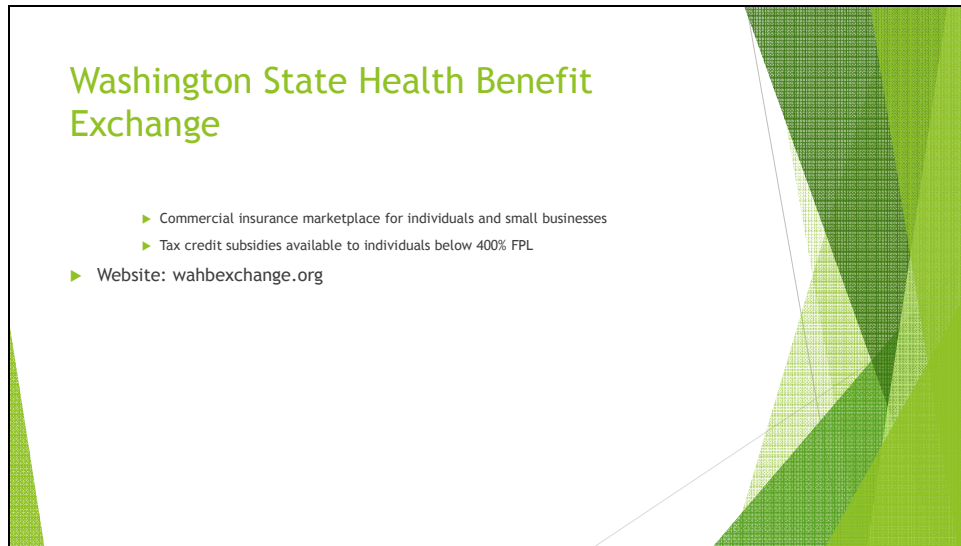 Washington State Health Benefit
Exchange
Commercial insurance marketplace for individuals and small businesses
Tax credit subsidies available to individuals below 400% FPL
Website: wahbexchange.org